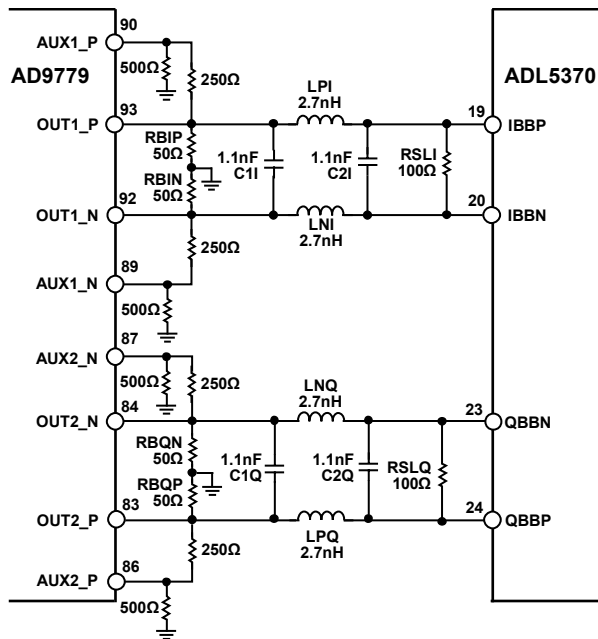 90
AUX1_P
AD9779
ADL5370
500Ω
250Ω
LPI
2.7nH
93
19
OUT1_P
IBBP
RBIP
50Ω
1.1nF
C1I
1.1nF
C2I
RSLI
100Ω
RBIN
50Ω
92
20
OUT1_N
IBBN
LNI
2.7nH
250Ω
89
AUX1_N
500Ω
87
AUX2_N
500Ω
250Ω
LNQ
2.7nH
84
23
OUT2_N
QBBN
RBQN
50Ω
1.1nF
C1Q
1.1nF
C2Q
RSLQ
100Ω
RBQP
50Ω
83
24
OUT2_P
QBBP
LPQ
2.7nH
250Ω
86
AUX2_P
500Ω